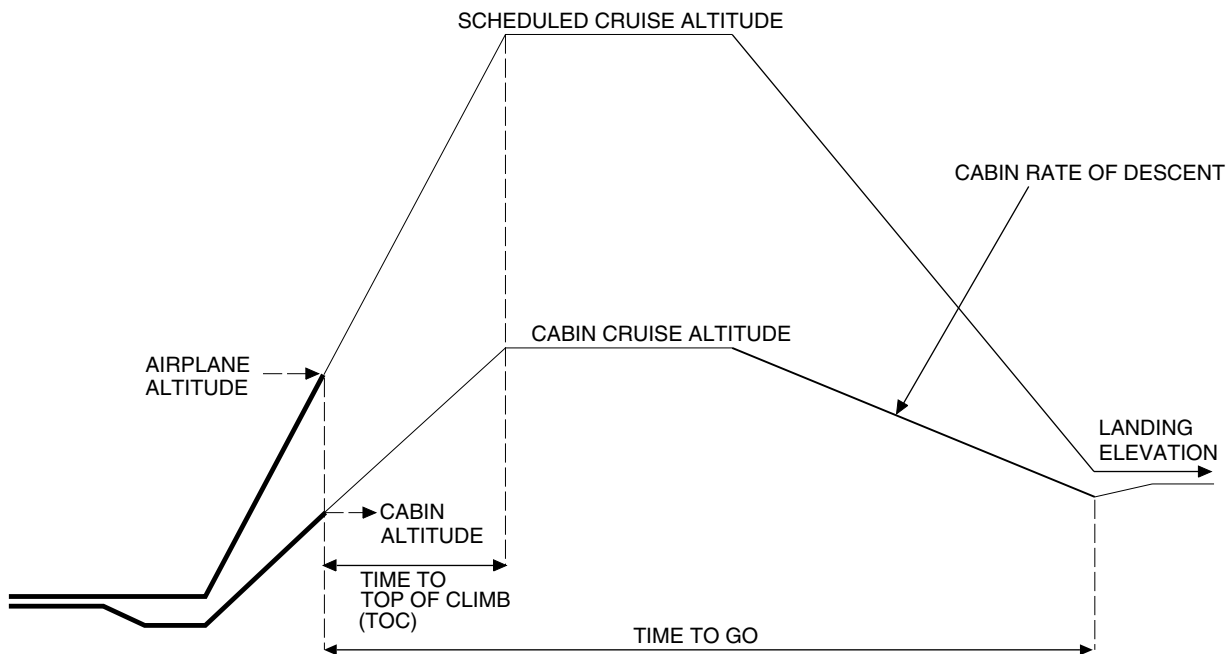 SCHEDULED CRUISE ALTITUDE
CABIN RATE OF DESCENT
CABIN CRUISE ALTITUDE
AIRPLANE
ALTITUDE
LANDING
ELEVATION
CABIN
ALTITUDE
TIME TO
TOP OF CLIMB
(TOC)
TIME TO GO